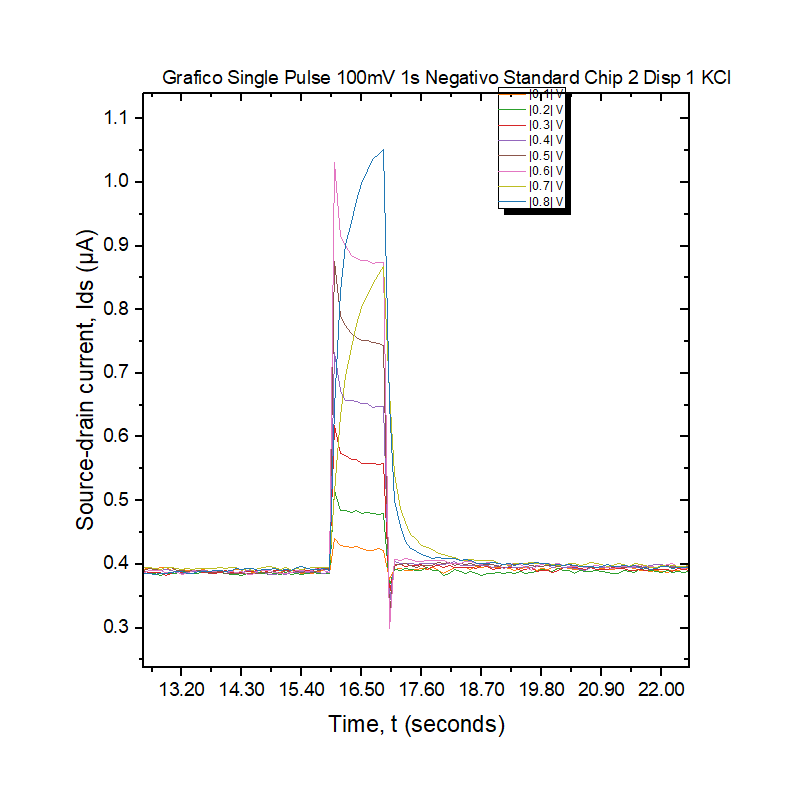 Grafico Single Pulse 100mV 1s Negativo Standard Chip 2 Disp 1 KCl
|0.1| V
|0.2| V
|0.3| V
|0.4| V
|0.5| V
|0.6| V
|0.7| V
|0.8| V
1.1
1.0
0.9
0.8
0.7
0.6
0.5
0.4
0.3
Source-drain current, Ids (μA)
13.20 14.30 15.40 16.50 17.60 18.70 19.80 20.90 22.00
Time, t (seconds)